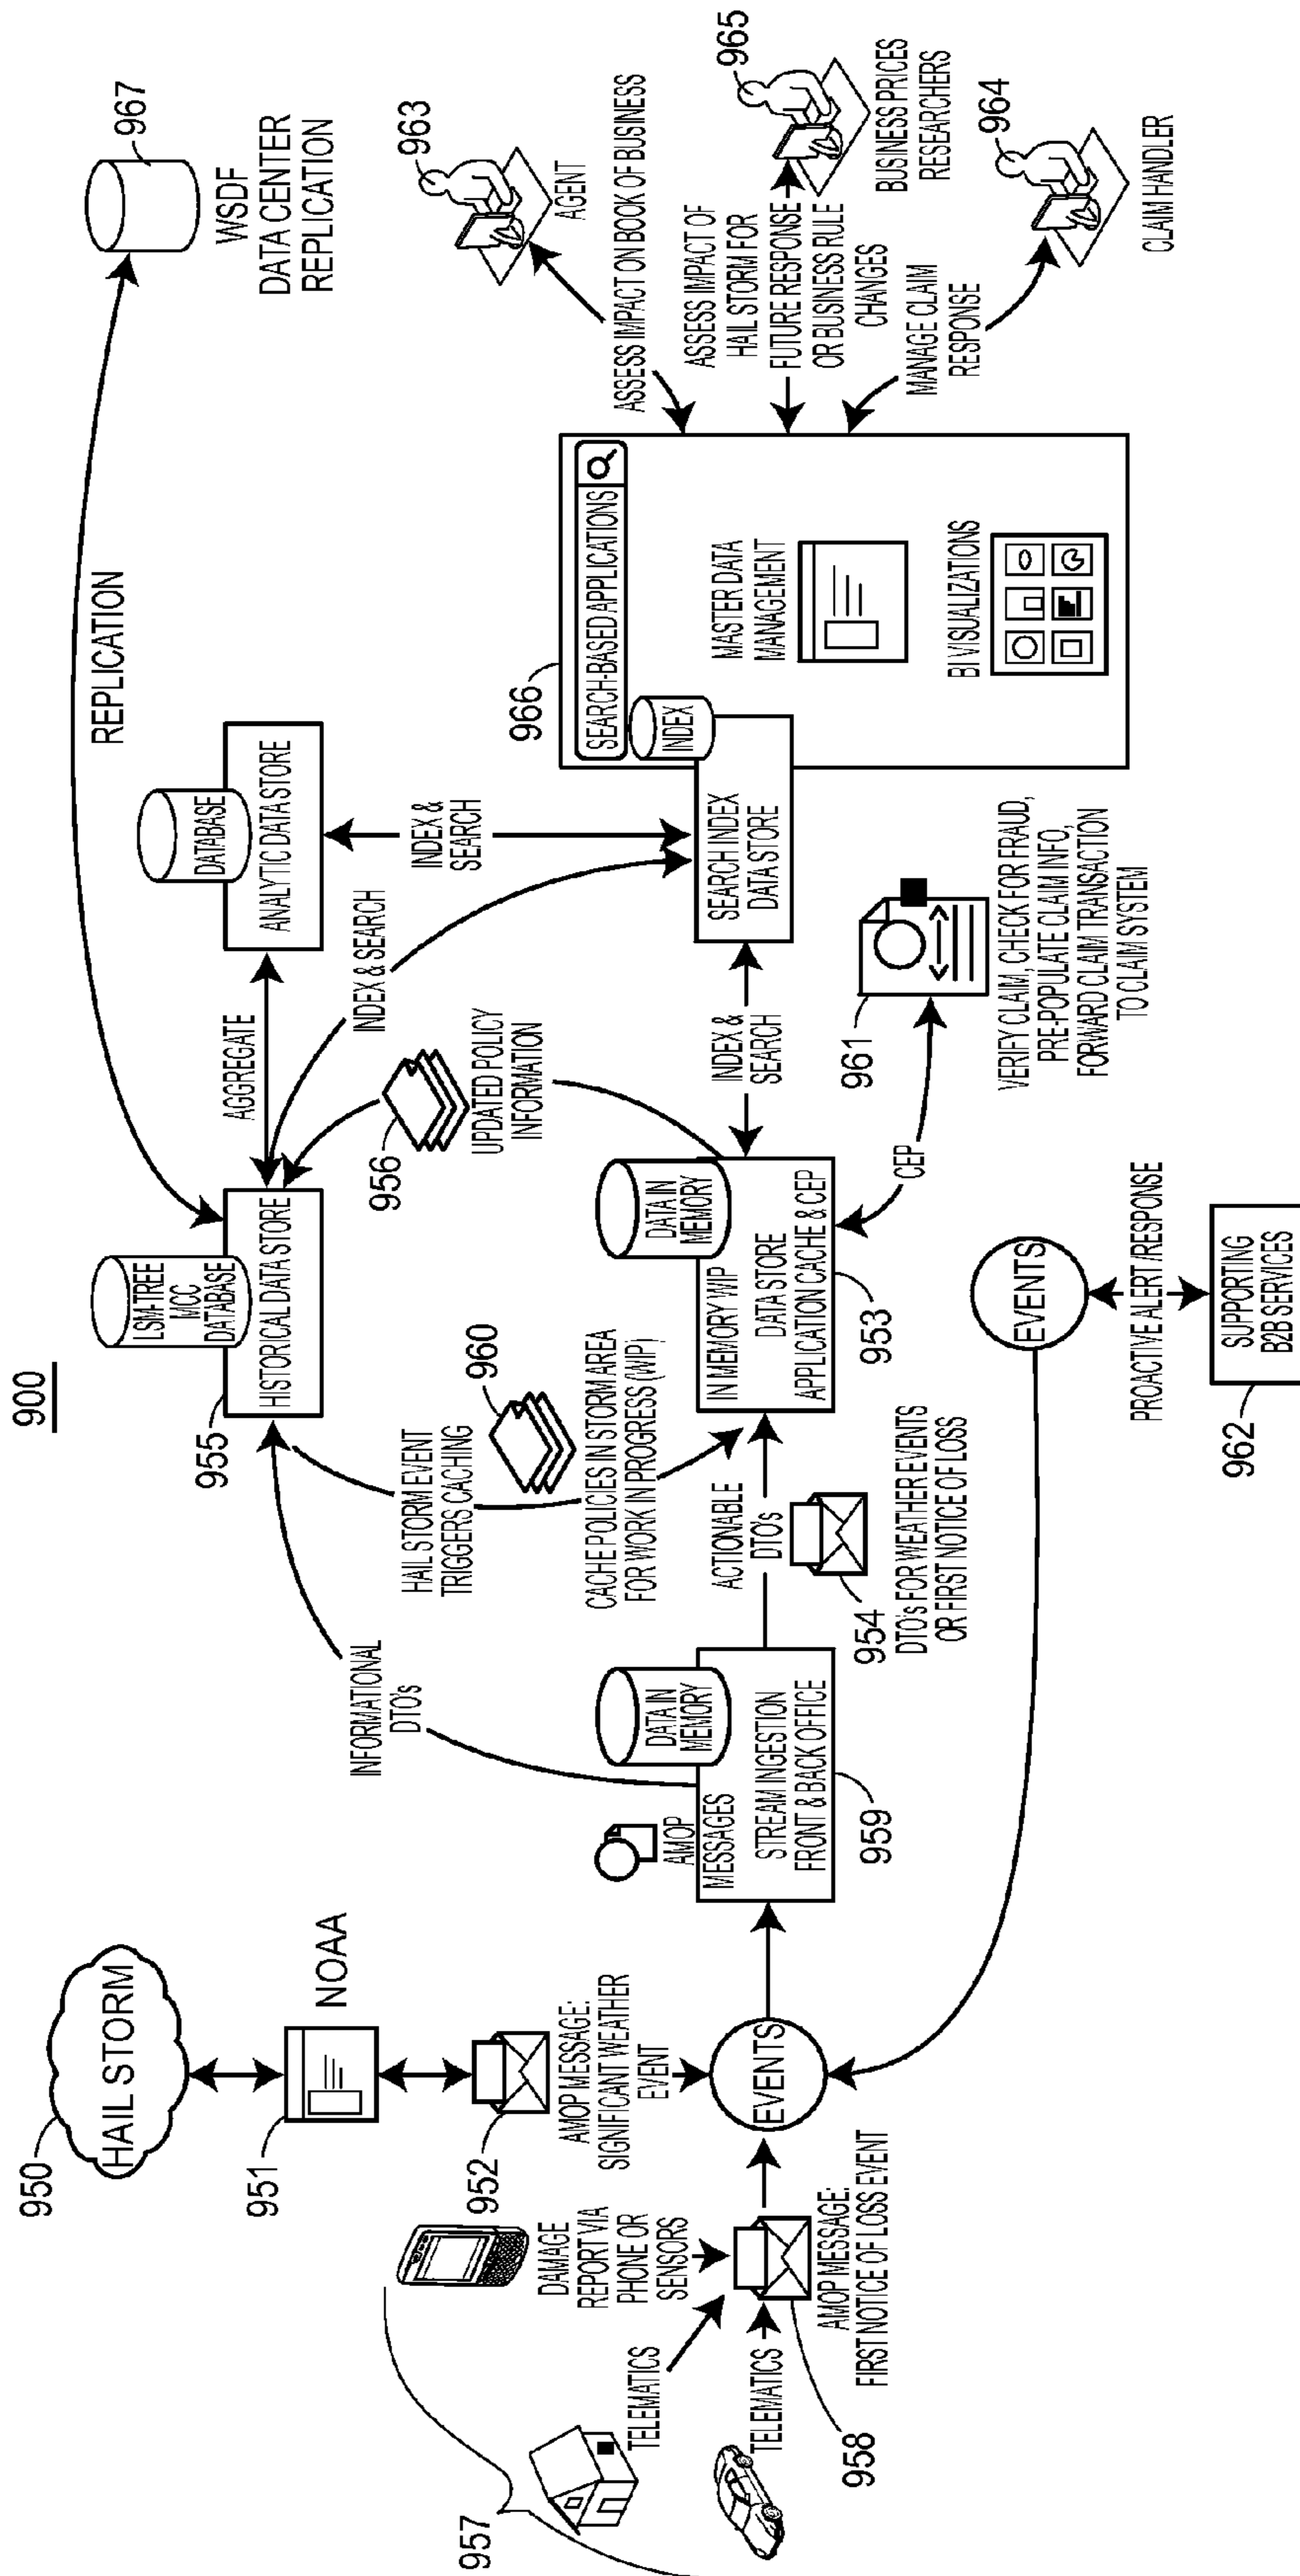 900
950
HAIL STORM
951
NOAA
952
AMQP MESSAGE:
SIGNIFICANT WEATHER
EVENT
957
DAMAGE
REPORT VIA
PHONE OR
SENSORS
TELEMATICS
TELEMATICS
958
AMQP MESSAGE:
FIRST NOTICE OF LOSS EVENT
EVENTS
AMQP
MESSAGES
DATA IN
MEMORY
STREAM INGESTION
FRONT & BACK OFFICE
959
INFORMATIONAL
DTO's
ACTIONABLE
DTO's
954
DTO's FOR WEATHER EVENTS
OR FIRST NOTICE OF LOSS
HAIL STORM EVENT
TRIGGERS CACHING
960
CACHE POLICIES IN STORM AREA
FOR WORK IN PROGRESS (WIP)
955
LSM-TREE
MCC
DATABASE
HISTORICAL DATA STORE
956
UPDATED POLICY
INFORMATION
IN MEMORY WIP
DATA IN
MEMORY
DATA STORE
APPLICATION CACHE & CEP
953
EVENTS
PROACTIVE ALERT/RESPONSE
SUPPORTING
B2B SERVICES
962
CEP
961
VERIFY CLAIM, CHECK FOR FRAUD,
PRE-POPULATE CLAIM INFO,
FORWARD CLAIM TRANSACTION
TO CLAIM SYSTEM
AGGREGATE
INDEX & SEARCH
INDEX &
SEARCH
DATABASE
ANALYTIC DATA STORE
INDEX &
SEARCH
REPLICATION
967
WSDF
DATA CENTER
REPLICATION
SEARCH INDEX
DATA STORE
INDEX
966
SEARCH-BASED APPLICATIONS
MASTER DATA
MANAGEMENT
BI VISUALIZATIONS
ASSESS IMPACT ON BOOK OF BUSINESS
963
AGENT
ASSESS IMPACT OF
HAIL STORM FOR
FUTURE RESPONSE
OR BUSINESS RULE
CHANGES
965
BUSINESS PRICES
RESEARCHERS
MANAGE CLAIM
RESPONSE
964
CLAIM HANDLER